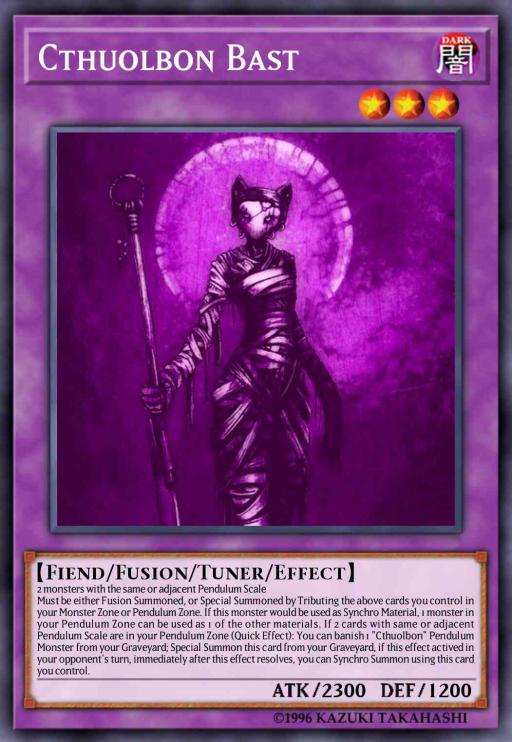 Cthuolbon Bast
DARK
闇
[Fiend/Fusion/Tuner/Effect]
2 monsters with the same or adjacent Pendulum Scale
Must be either Fusion Summoned, or Special Summoned by Tributing the above cards you control in
your Monster Zone or Pendulum Zone. If this monster would be used as Synchro Material, 1 monster in
your Pendulum Zone can be used as 1 of the other materials. If 2 cards with same or adjacent
Pendulum Scale are in your Pendulum Zone (Quick Effect): You can banish 1 "Cthuolbon" Pendulum
Monster from your Graveyard; Special Summon this card from your Graveyard, if this effect actived in
your opponent's turn, immediately after this effect resolves, you can Synchro Summon using this card
you control.
ATK/2300 DEF/1200
©1996 KAZUKI TAKAHASHI